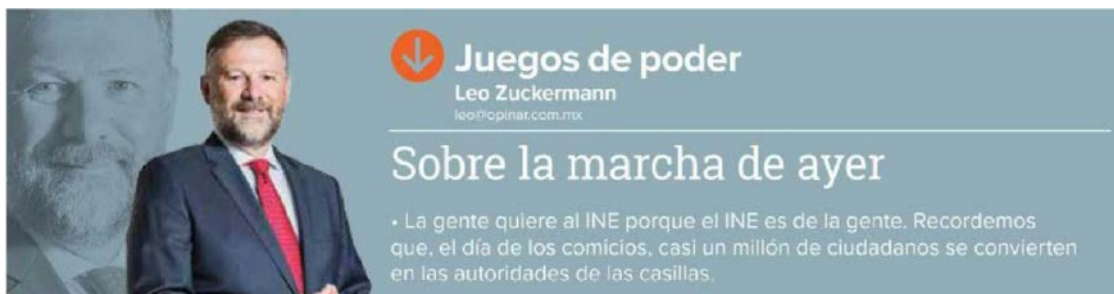 Juegos de poder
Leo Zuckermann
leo@opinar.com.mx
Sobre la marcha de ayer
• La gente quiere al INE porque el INE es de la gente. Recordemos
que, el día de los comicios, casi un millón de ciudadanos se convierten
en las autoridades de las casillas.